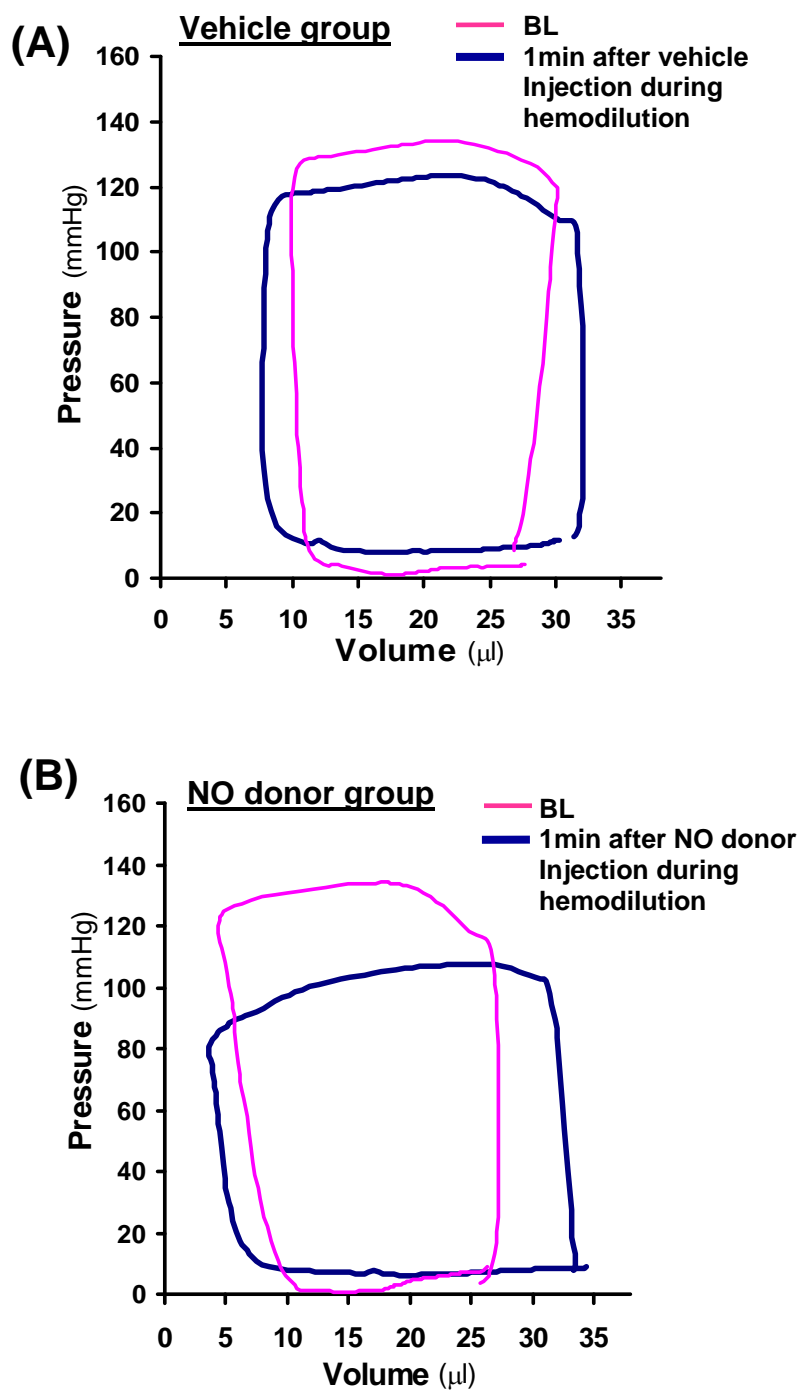 (A)
Vehicle group
BL
1min after vehicle
Injection during
hemodilution
160
140
120
100
80
60
40
20
0
Pressure (mmHg)
0 5 10 15 20 25 30 35
Volume (µl)
(B)
NO donor group
BL
1min after NO donor
Injection during
hemodilution
160
140
120
100
80
60
40
20
0
Pressure (mmHg)
0 5 10 15 20 25 30 35
Volume (µl)